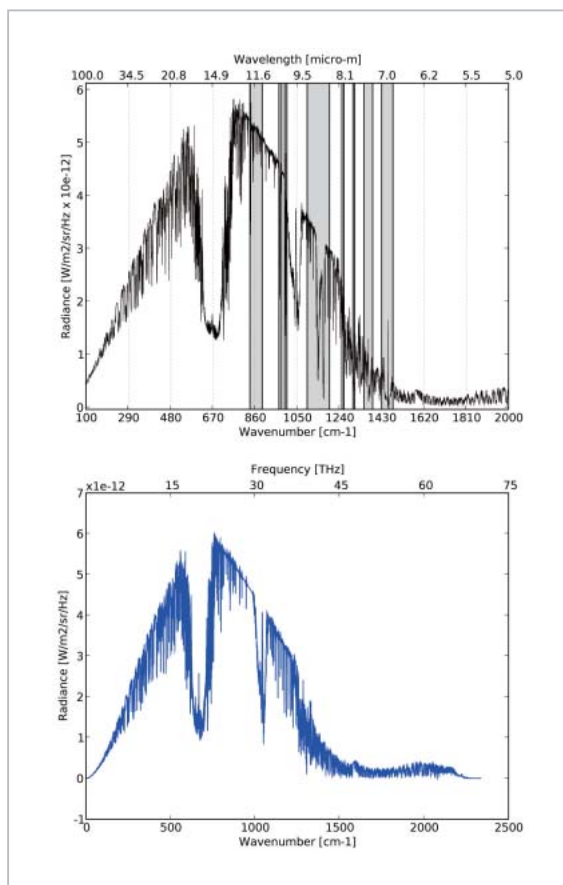 Wavelength [micro-m]
100.0 34.5 20.8 14.9 11.6 9.5 8.1 7.0 6.2 5.5 5.0
6
5
4
3
2
1
0
Radiance [W/m2/sr/Hz x 10e-12]
100 290 480 670 860 1050 1240 1430 1620 1810 2000
Wavenumber [cm-1]
Frequency [THz]
x1e-12 15 30 45 60 75
7
6
5
4
3
2
1
0
-1
Radiance [W/m2/sr/Hz]
0 500 1000 1500 2000 2500
Wavenumber [cm-1]